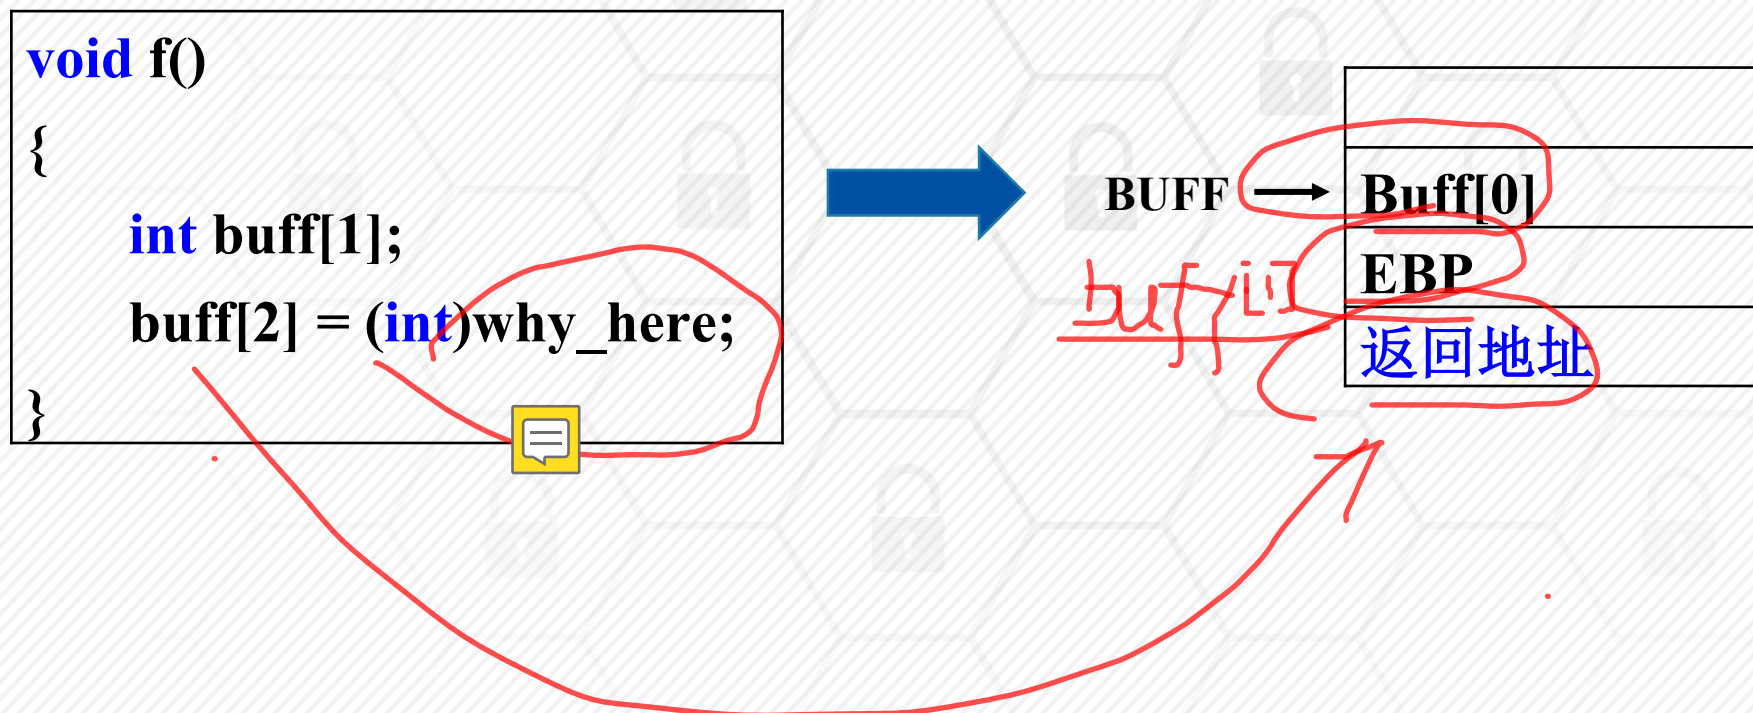 void f()
{
int buff[1];
buff[2] = (int)why_here;
}
BUFF
Buff[0]
EBP
返回地址
buff[1]